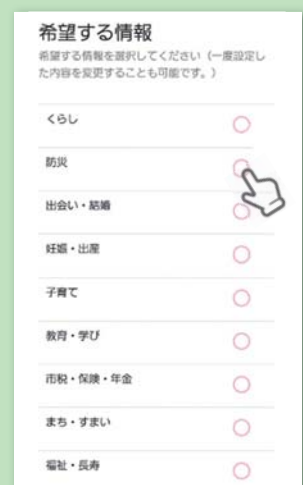 希望する情報
希望する情報を選択してください（一度設定し
た内容を変更することも可能です。）
くらし
防災
出会い・結婚
妊娠・出産
子育て
教育・学び
市税・保険・年金
まち・すまい
福祉・長寿